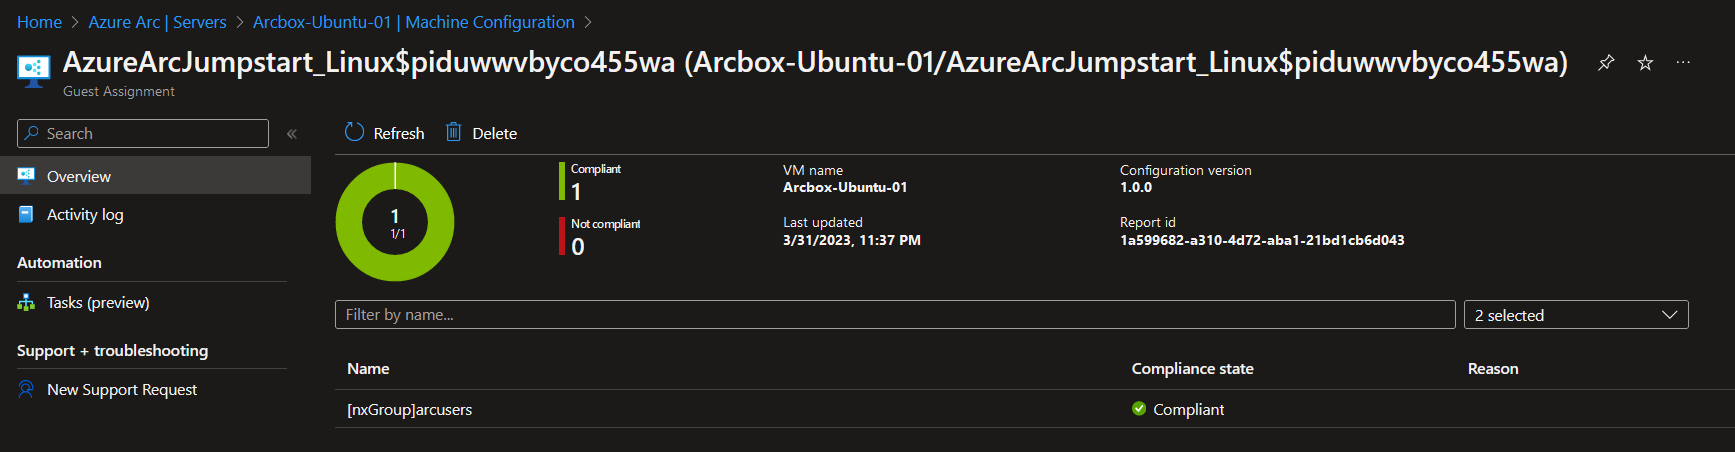 Home > Azure Arc | Servers > Arcbox-Ubuntu-01 | Machine Configuration >
AzureArcJumpstart_Linux$piduwwvbyco455wa (Arcbox-Ubuntu-01/AzureArcJumpstart_Linux$piduwwvbyco455wa)
Guest Assignment
Search
Overview
Activity log
Automation
Tasks (preview)
Support + troubleshooting
New Support Request
Refresh Delete
1
1/1
Compliant
1
Not compliant
0
VM name
Arcbox-Ubuntu-01
Last updated
3/31/2023, 11:37 PM
Configuration version
1.0.0
Report id
1a599682-a310-4d72-aba1-21bd1cb6d043
Filter by name...
2 selected
Name Compliance state Reason
[nxGroup]arcusers Compliant